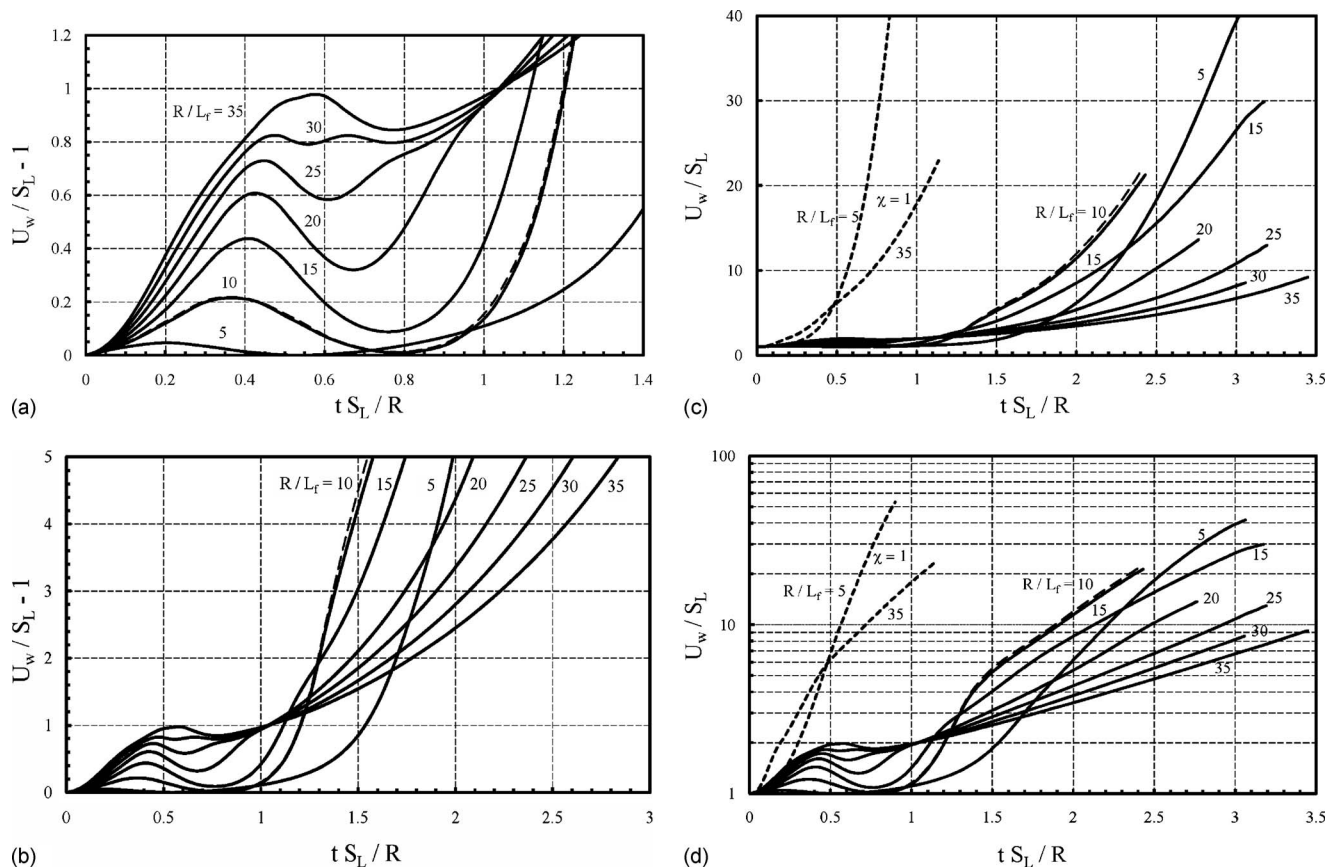 1.2
1
0.8
0.6
0.4
0.2
0
U_w / S_L - 1
R / L_f = 35
30
25
20
15
10
5
0 0.2 0.4 0.6 0.8 1 1.2 1.4
(a) t S_L / R
40
30
20
10
0
U_w / S_L
R / L_f = 5
χ = 1
35
R / L_f = 10
15
5
15
20
25
30
35
0 0.5 1 1.5 2 2.5 3 3.5
(c) t S_L / R
5
4
3
2
1
0
U_w / S_L - 1
R / L_f = 10
15
5
20
25
30
35
0 0.5 1 1.5 2 2.5 3
(b) t S_L / R
100
10
1
U_w / S_L
R / L_f = 5
χ = 1
35
R / L_f = 10
15
5
15
20
25
30
35
0 0.5 1 1.5 2 2.5 3 3.5
(d) t S_L / R